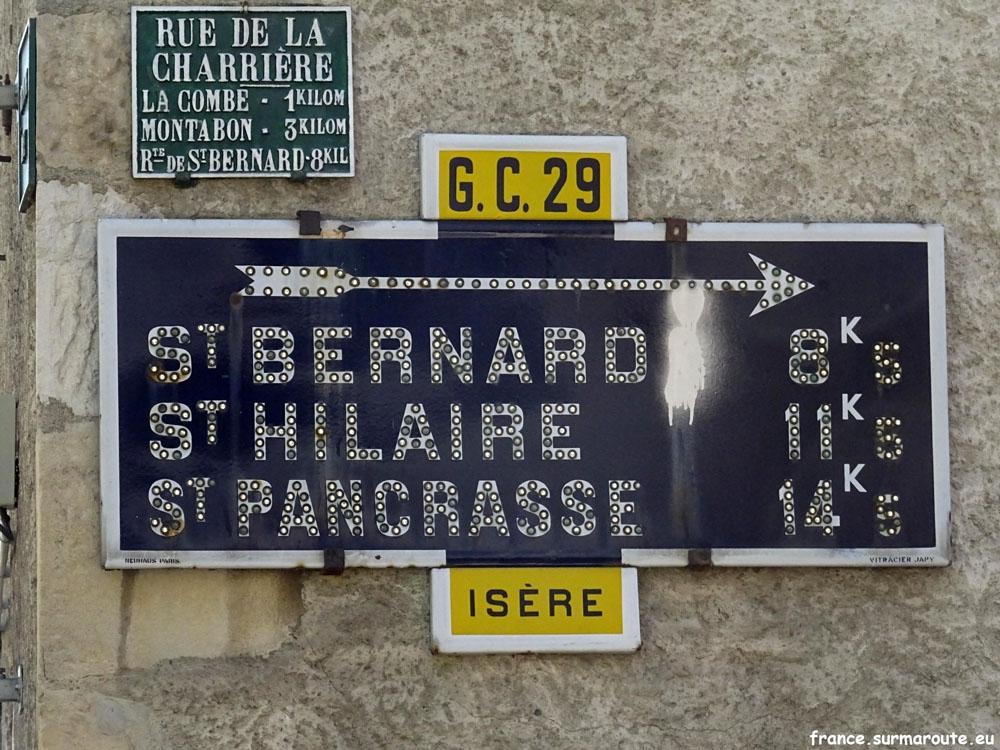 RUE DE LA
CHARRIÈRE
LA COMBE - 1KILOM
MONTABON - 3KILOM
RTE DE ST BERNARD-8KIL
G.C.29
ST BERNARD 8K5
ST HILAIRE 11K5
ST PANCRASSE 14K5
NEUHAUS PARIS
VITRACIER JAPY
ISÈRE
france.surmaroute.eu